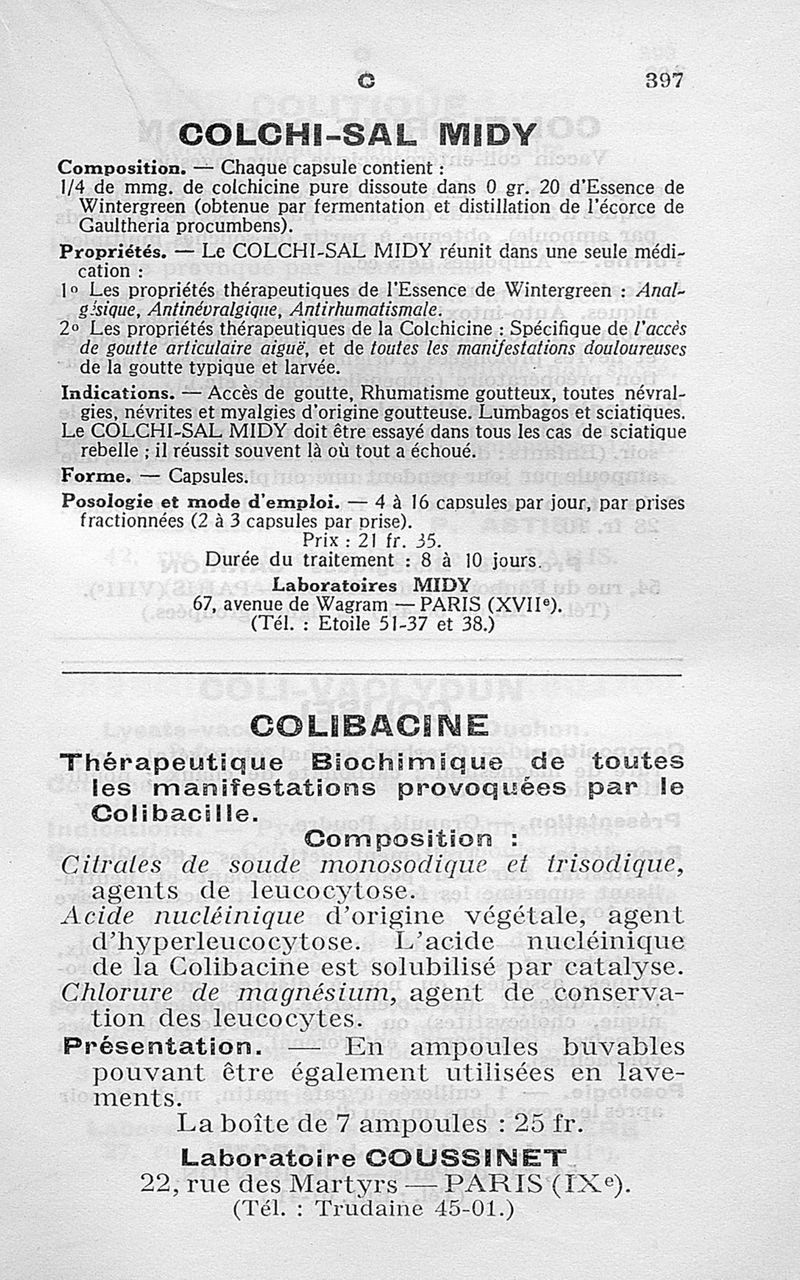 C
397
COLCHI-SAL MIDY
Composition. — Chaque capsule contient :
1/4 de mmg. de colchicine pure dissoute dans 0 gr. 20 d'Essence de
Wintergreen (obtenue par fermentation et distillation de l'écorce de
Gaultheria procumbens).
Propriétés. — Le COLCHI-SAL MIDY réunit dans une seule médi-
cation :
1º Les propriétés thérapeutiques de l'Essence de Wintergreen : Anal-
gésique, Antinévralgique, Antirhumatismale.
2º Les propriétés thérapeutiques de la Colchicine : Spécifique de l'accès
de goutte articulaire aiguë, et de toutes les manifestations douloureuses
de la goutte typique et larvée.
Indications. — Accès de goutte, Rhumatisme goutteux, toutes névral-
gies, névrites et myalgies d'origine goutteuse. Lumbagos et sciatiques.
Le COLCHI-SAL MIDY doit être essayé dans tous les cas de sciatique
rebelle ; il réussit souvent là où tout a échoué.
Forme. — Capsules.
Posologie et mode d'emploi. — 4 à 16 capsules par jour, par prises
fractionnées (2 à 3 capsules par prise).
Prix : 21 fr. 35.
Durée du traitement : 8 à 10 jours.
Laboratoires MIDY
67, avenue de Wagram — PARIS (XVIIe).
(Tél. : Etoile 51-37 et 38.)
COLIBACINE
Thérapeutique Biochimique de toutes
les manifestations provoquées par le
Colibacille.
Composition :
Citrates de soude monosodique et trisodique,
agents de leucocytose.
Acide nucléinique d'origine végétale, agent
d'hyperleucocytose. L'acide nucléinique
de la Colibacine est solubilisé par catalyse.
Chlorure de magnésium, agent de conserva-
tion des leucocytes.
Présentation. — En ampoules buvables
pouvant être également utilisées en lave-
ments.
La boîte de 7 ampoules : 25 fr.
Laboratoire COUSSINET
22, rue des Martyrs — PARIS (IXe).
(Tél. : Trudaine 45-01.)